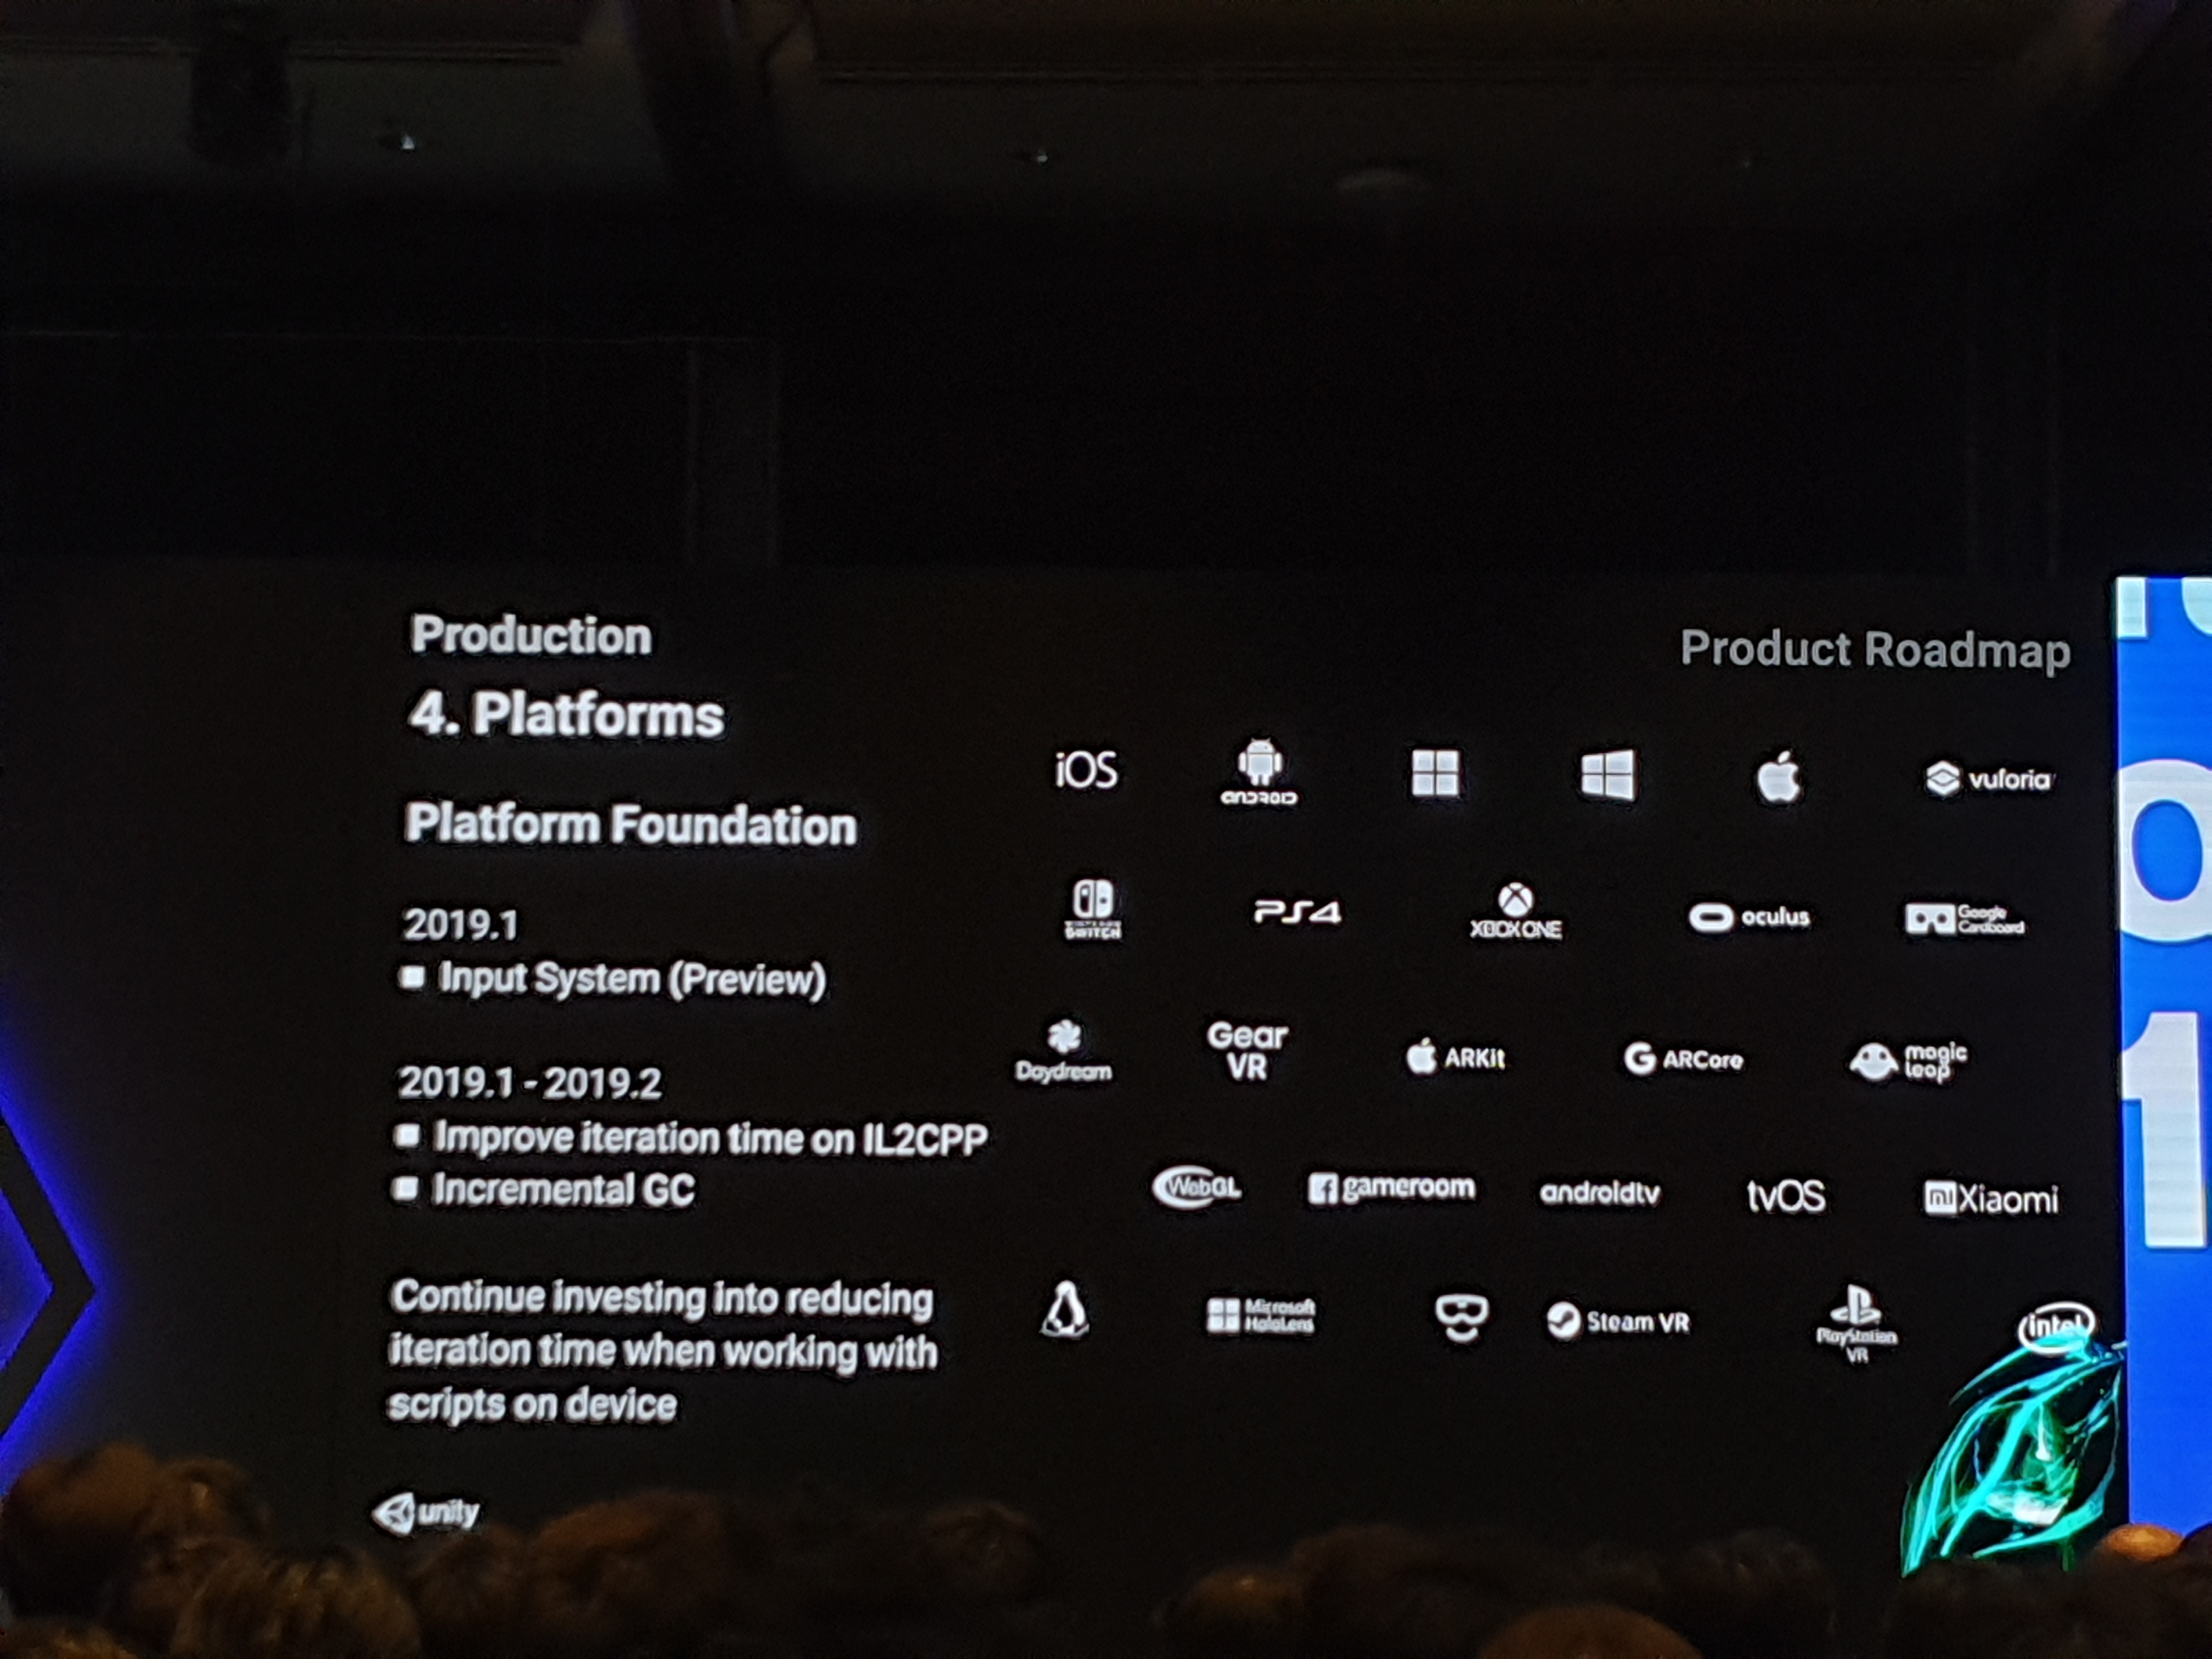 Production
Product Roadmap
4. Platforms
Platform Foundation
2019.1
■ Input System (Preview)
2019.1 - 2019.2
■ Improve iteration time on IL2CPP
■ Incremental GC
Continue investing into reducing
iteration time when working with
scripts on device
unity
iOS
ANDROID
vuforia
SWITCH
PS4
XBOX ONE
oculus
Google
Cardboard
Daydream
Gear
VR
ARKit
ARCore
magic
leap
WebGL
gameroom
androidtv
tvOS
mi Xiaomi
Microsoft
HoloLens
Steam VR
PlayStation
VR
intel
0
1